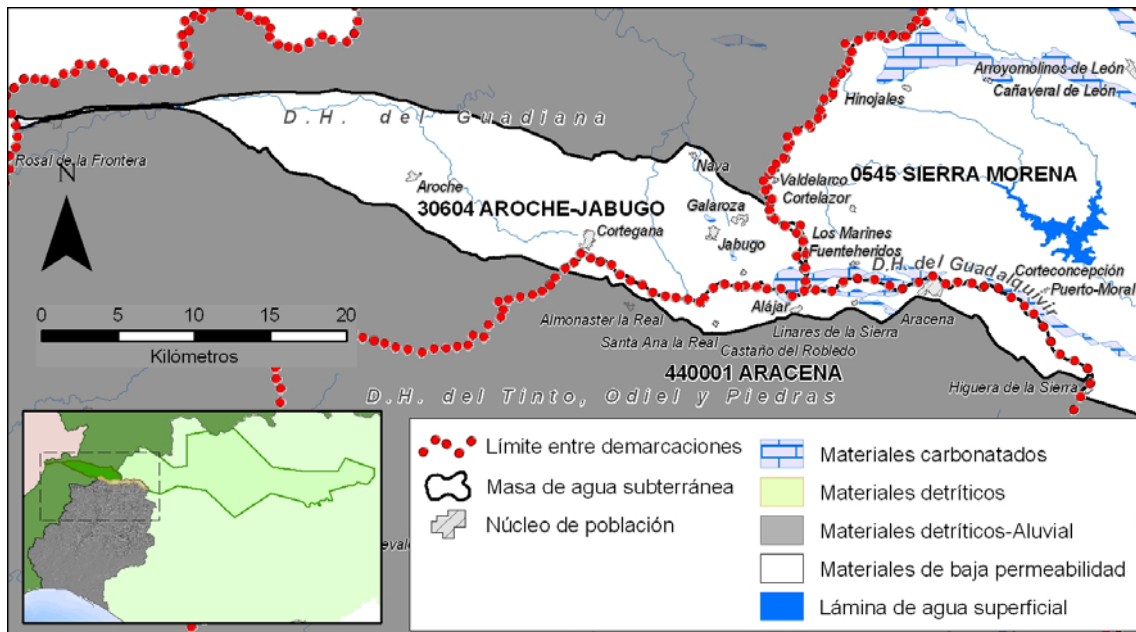 Arroyomolinos de León
Cañaveral de León
Hinojales
D.H. del Guadiana
Rosal de la Frontera
N
Nava
Aroche
30604 AROCHE-JABUGO
Valdelarco
0545 SIERRA MORENA
Cortelazor
Galaroza
Cortegana
Jabugo
Los Marines
Fuenteheridos
D.H. del Guadalquivir
Corteconcepción
Puerto-Moral
0 5 10 15 20
Kilómetros
Almonaster la Real
Alájar
Linares de la Sierra
Aracena
Santa Ana la Real
Castaño del Robledo
440001 ARACENA
Higuera de la Sierra
D.H. del Tinto, Odiel y Piedras
Límite entre demarcaciones
Masa de agua subterránea
Núcleo de población
Materiales carbonatados
Materiales detríticos
Materiales detríticos-Aluvial
Materiales de baja permeabilidad
Lámina de agua superficial